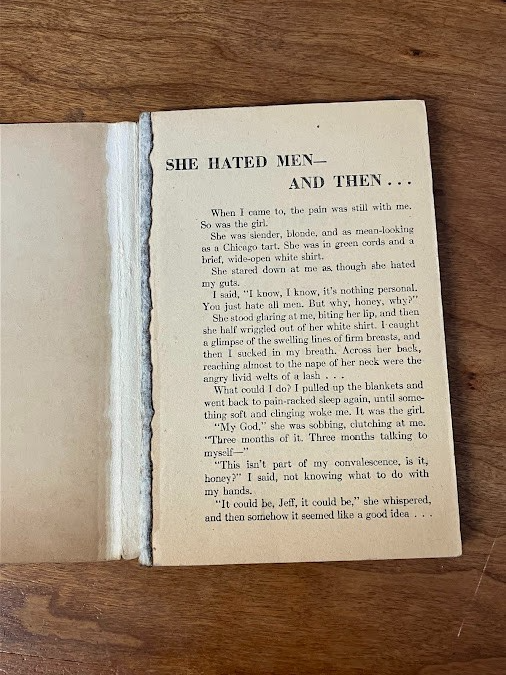 SHE HATED MEN—
AND THEN . . .
When I came to, the pain was still with me.
So was the girl.
She was slender, blonde, and as mean-looking
as a Chicago tart. She was in green cords and a
brief, wide-open white shirt.
She stared down at me as, though she hated
my guts.
I said, "I know, I know, it's nothing personal.
You just hate all men. But why, honey, why?"
She stood glaring at me, biting her lip, and then
she half wriggled out of her white shirt. I caught
a glimpse of the swelling lines of firm breasts, and
then I sucked in my breath. Across her back,
reaching almost to the nape of her neck were the
angry livid welts of a lash . . .
What could I do? I pulled up the blankets and
went back to pain-racked sleep again, until some-
thing soft and clinging woke me. It was the girl.
"My God," she was sobbing, clutching at me.
"Three months of it. Three months talking to
myself—"
"This isn't part of my convalescence, is it,
honey?" I said, not knowing what to do with
my hands.
"It could be, Jeff, it could be," she whispered,
and then somehow it seemed like a good idea . . .